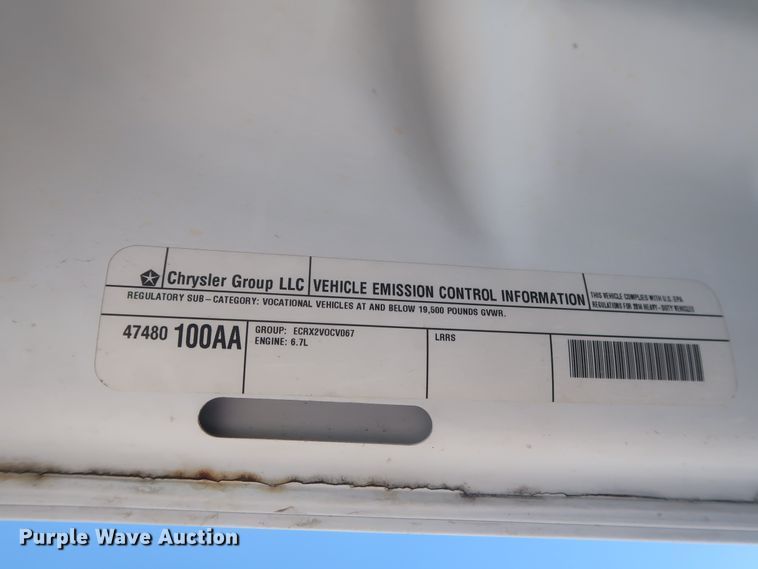 Chrysler Group LLC VEHICLE EMISSION CONTROL INFORMATION
THIS VEHICLE COMPLIES WITH U.S. EPA
REGULATIONS FOR 2014 HEAVY-DUTY VEHICLES
REGULATORY SUB-CATEGORY: VOCATIONAL VEHICLES AT AND BELOW 19,500 POUNDS GVWR.
47480 100AA
GROUP: ECRX2VOCV067
ENGINE: 6.7L
LRRS
Purple Wave Auction